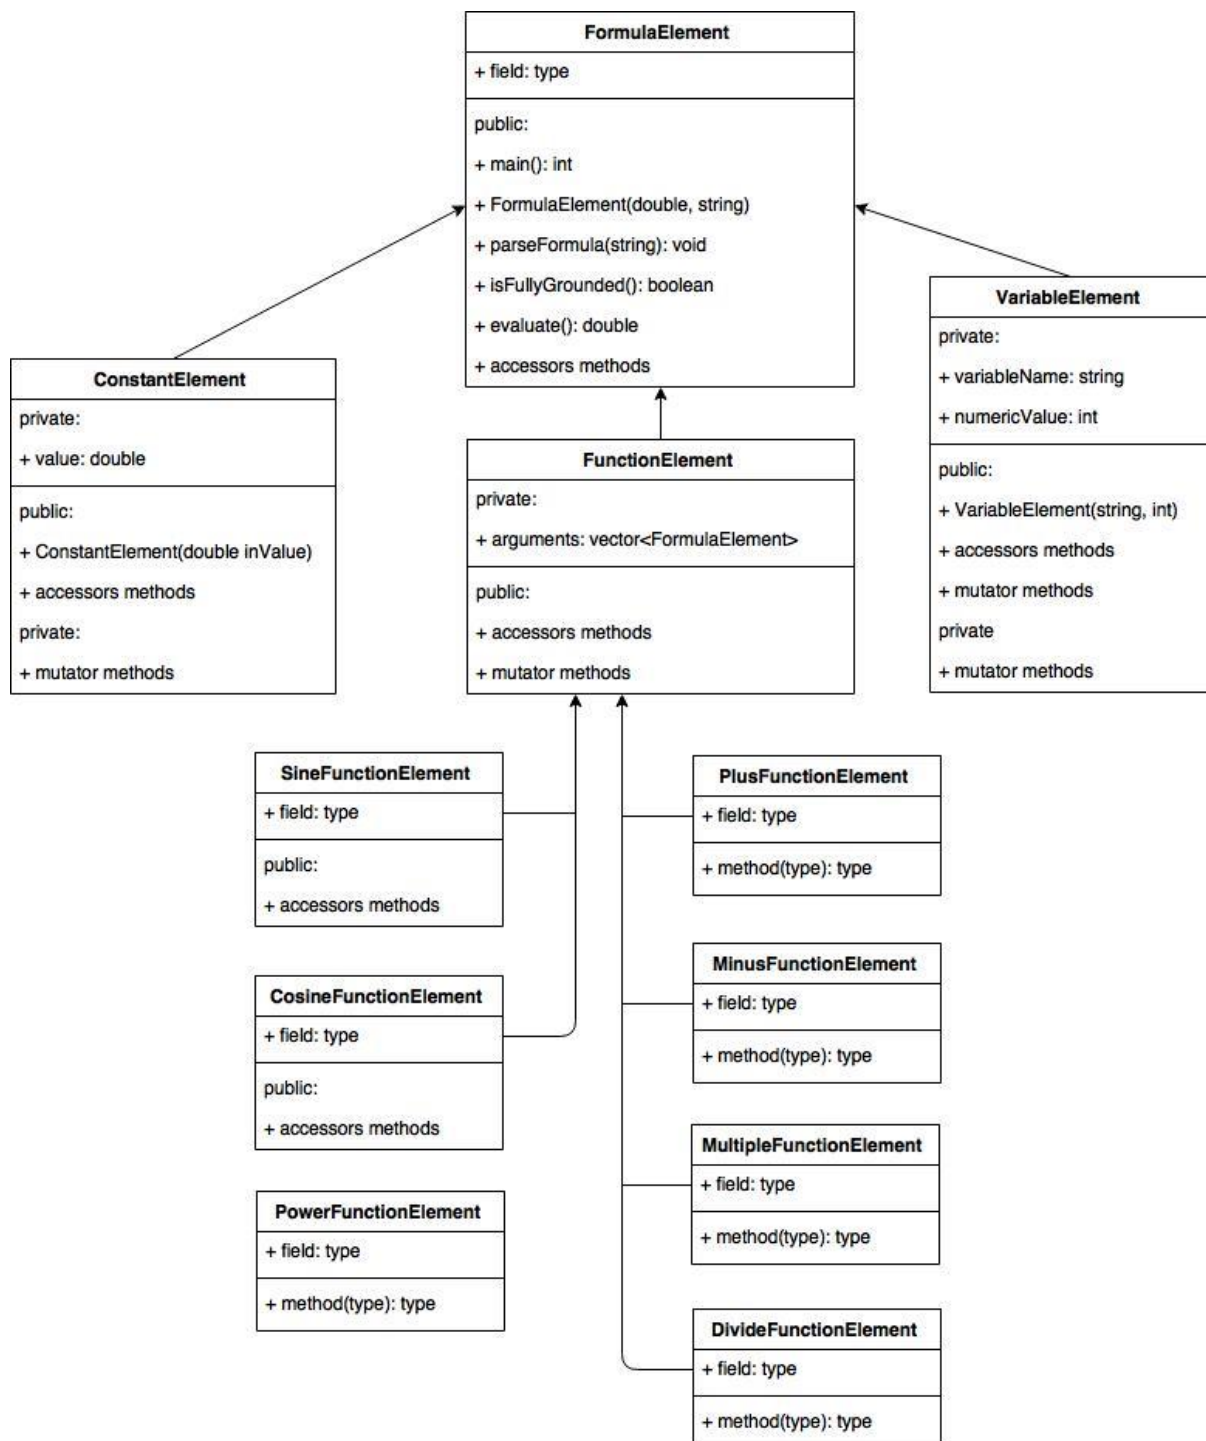 FormulaElement
+ field: type
public:
+ main(): int
+ FormulaElement(double, string)
+ parseFormula(string): void
+ isFullyGrounded(): boolean
+ evaluate(): double
+ accessors methods
VariableElement
private:
+ variableName: string
+ numericValue: int
public:
+ VariableElement(string, int)
+ accessors methods
+ mutator methods
private
+ mutator methods
ConstantElement
private:
+ value: double
public:
+ ConstantElement(double inValue)
+ accessors methods
private:
+ mutator methods
FunctionElement
private:
+ arguments: vector<FormulaElement>
public:
+ accessors methods
+ mutator methods
SineFunctionElement
+ field: type
public:
+ accessors methods
PlusFunctionElement
+ field: type
+ method(type): type
CosineFunctionElement
+ field: type
public:
+ accessors methods
MinusFunctionElement
+ field: type
+ method(type): type
MultipleFunctionElement
+ field: type
+ method(type): type
PowerFunctionElement
+ field: type
+ method(type): type
DivideFunctionElement
+ field: type
+ method(type): type